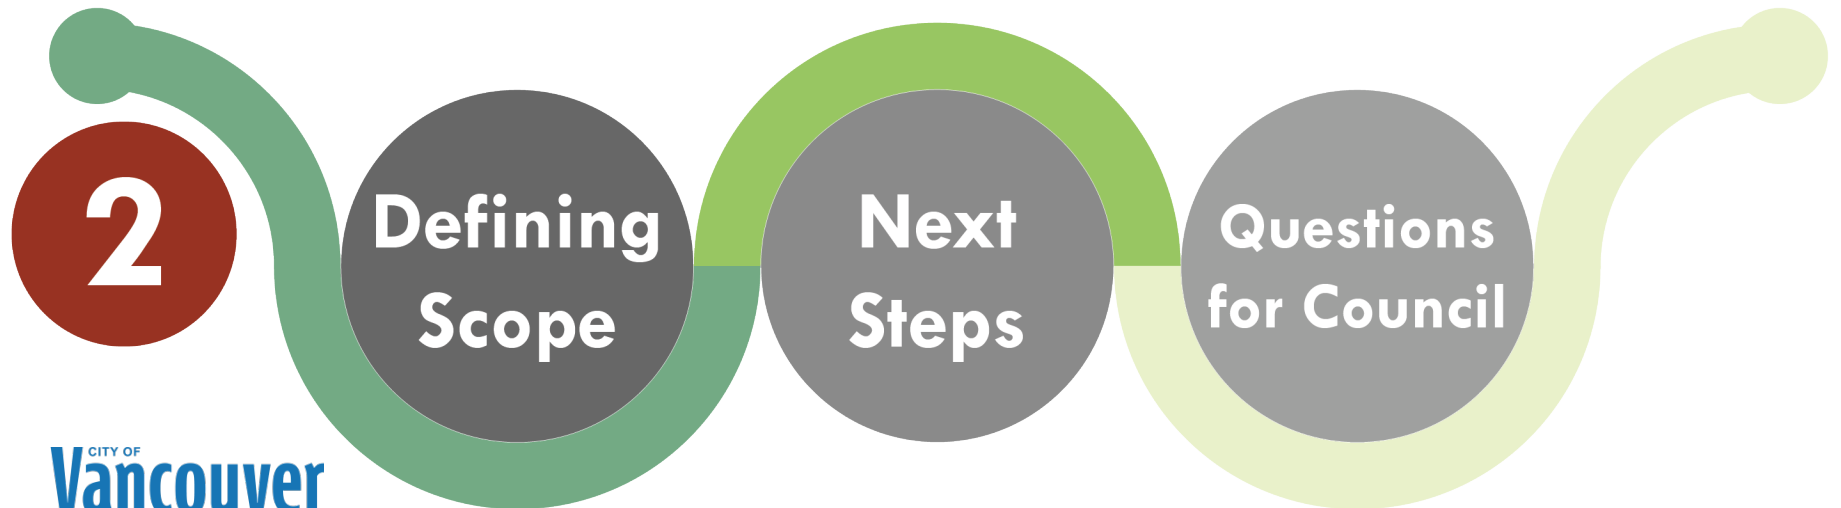 2
Defining
Scope
Next
Steps
Questions
for Council
CITY OF
Vancouver